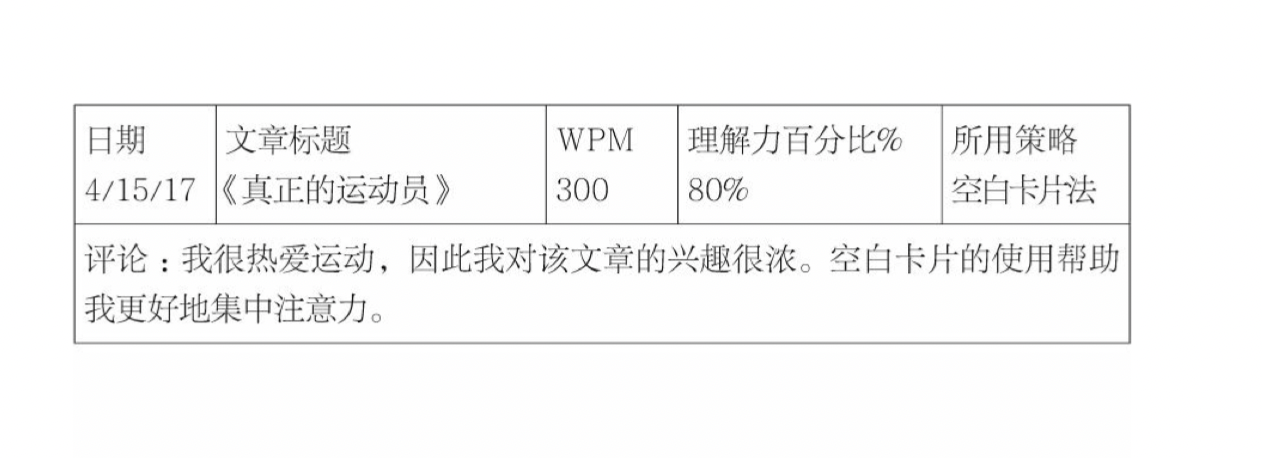 日期 文章标题 WPM 理解力百分比% 所用策略
4/15/17 《真正的运动员》 300 80% 空白卡片法
评论：我很热爱运动，因此我对该文章的兴趣很浓。空白卡片的使用帮助
我更好地集中注意力。